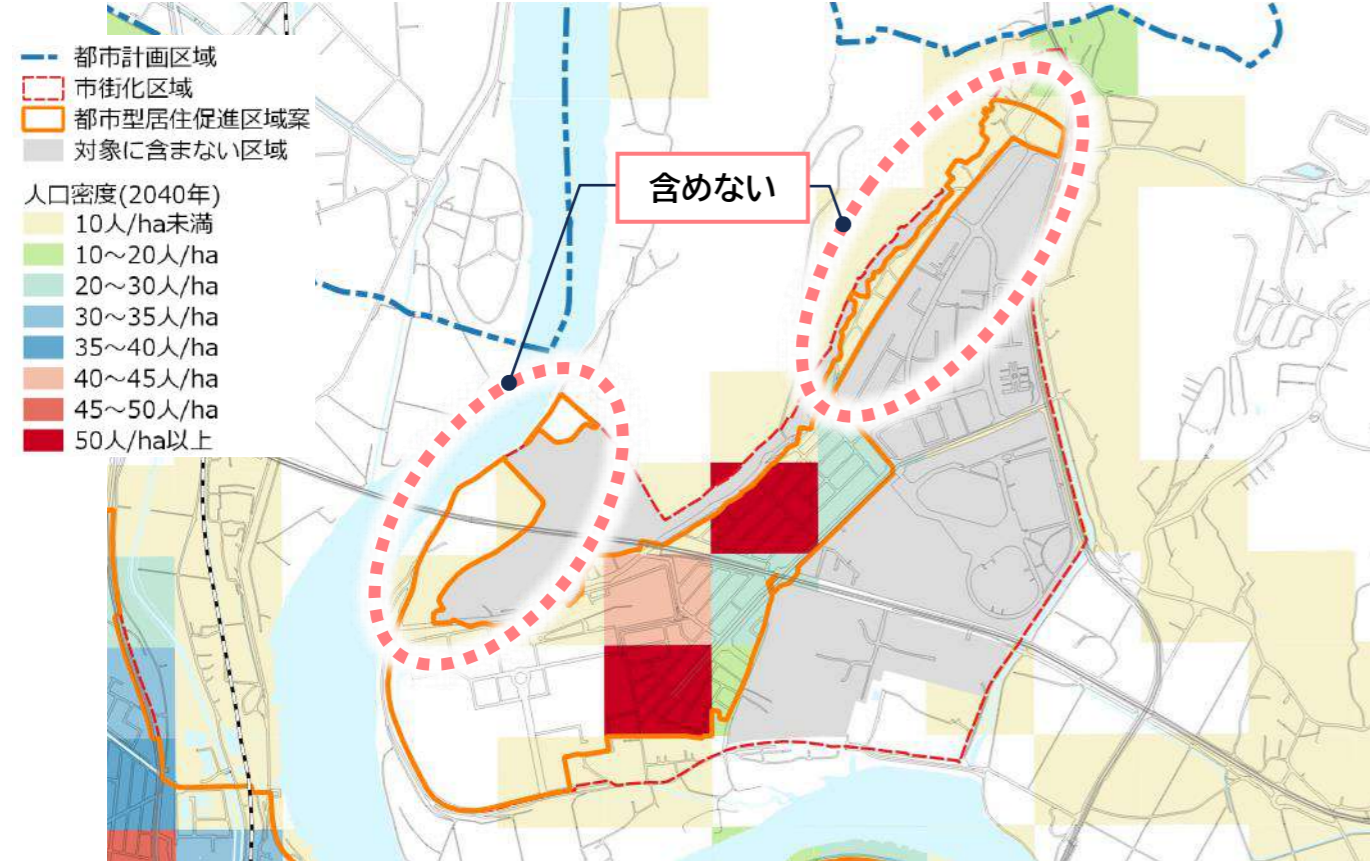 都市計画区域
市街化区域
都市型居住促進区域案
対象に含まない区域
人口密度(2040年)
10人/ha未満
10～20人/ha
20～30人/ha
30～35人/ha
35～40人/ha
40～45人/ha
45～50人/ha
50人/ha以上
含めない